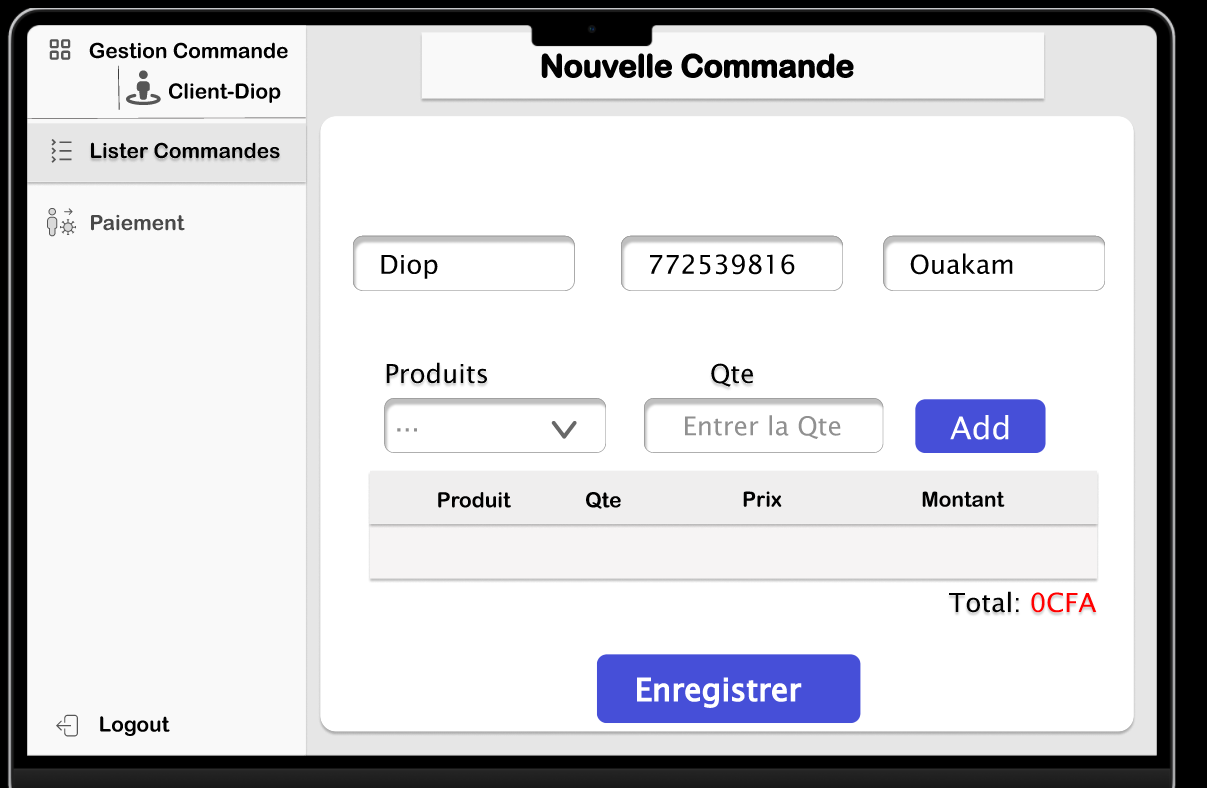 Gestion Commande
Client-Diop
Lister Commandes
Paiement
Logout
Nouvelle Commande
Diop 772539816 Ouakam
Produits Qte
... Entrer la Qte Add
Produit Qte Prix Montant
Total: 0CFA
Enregistrer